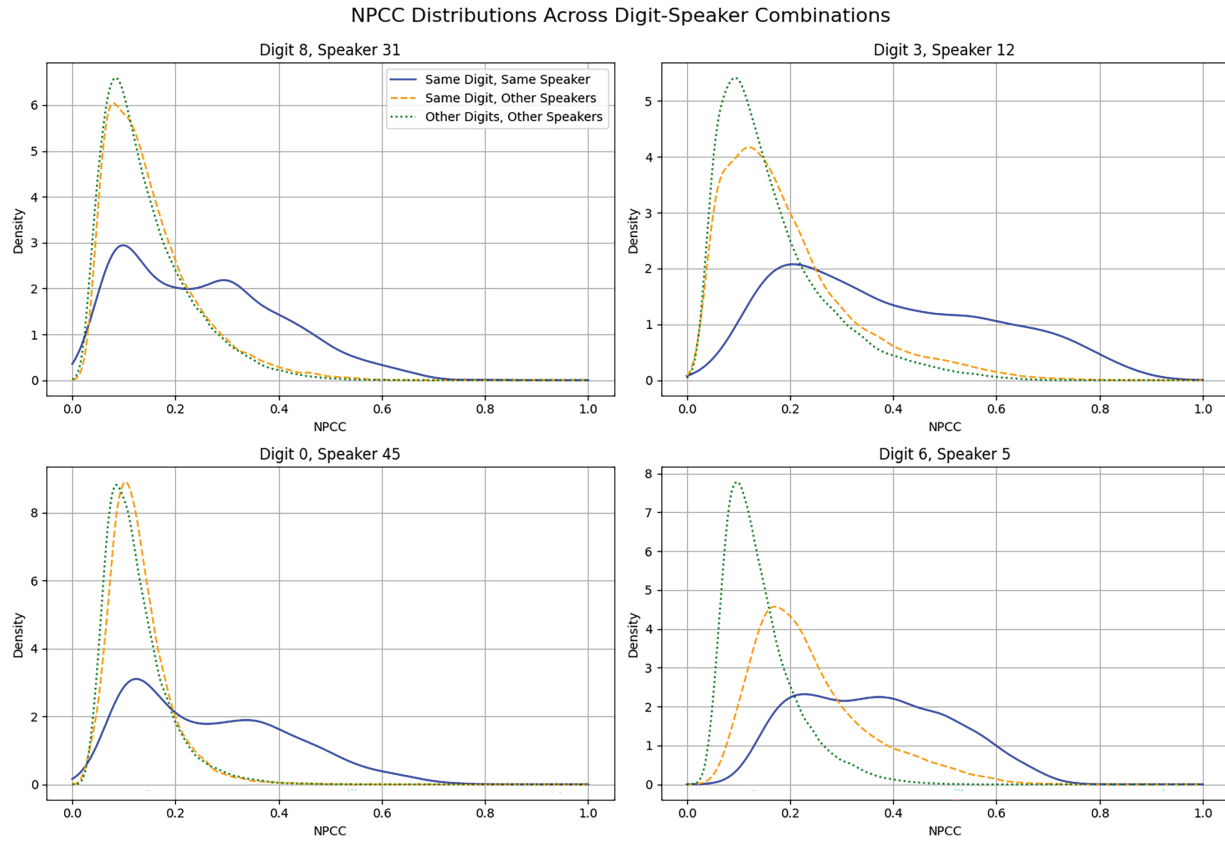 NPCC Distributions Across Digit-Speaker Combinations
Digit 8, Speaker 31
Density
6
5
4
3
2
1
0
Same Digit, Same Speaker
Same Digit, Other Speakers
Other Digits, Other Speakers
0.0 0.2 0.4 0.6 0.8 1.0
NPCC
Digit 3, Speaker 12
Density
5
4
3
2
1
0
0.0 0.2 0.4 0.6 0.8 1.0
NPCC
Digit 0, Speaker 45
Density
8
6
4
2
0
0.0 0.2 0.4 0.6 0.8 1.0
NPCC
Digit 6, Speaker 5
Density
8
7
6
5
4
3
2
1
0
0.0 0.2 0.4 0.6 0.8 1.0
NPCC